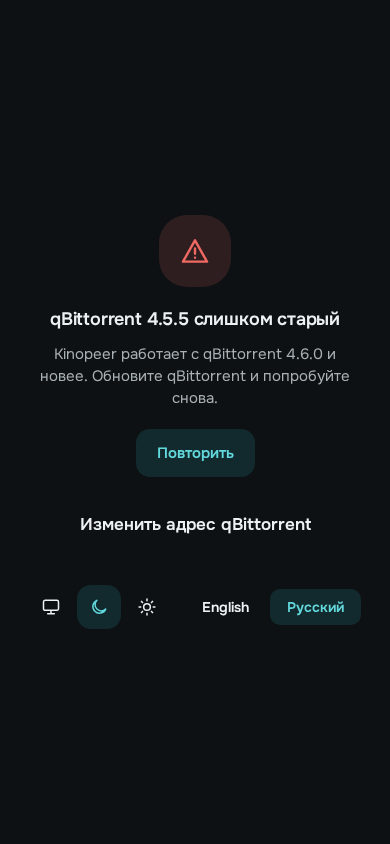 qBittorrent 4.5.5 слишком старый
Kinopeer работает с qBittorrent 4.6.0 и
новее. Обновите qBittorrent и попробуйте
снова.
Повторить
Изменить адрес qBittorrent
English
Русский